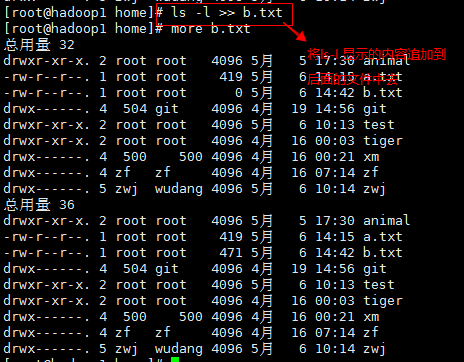 [root@hadoop1 home]# ls -l >> b.txt
[root@hadoop1 home]# more b.txt
总用量 32
将ls -l 显示的内容追加到
后面的文件中去
drwxr-xr-x. 2 root root 4096 5月 5 17:30 animal
-rw-r--r--. 1 root root 419 5月 6 14:15 a.txt
-rw-r--r--. 1 root root 0 5月 6 14:42 b.txt
drwx------. 4 504 git 4096 4月 19 14:56 git
drwxr-xr-x. 2 root root 4096 5月 6 10:13 test
drwxr-xr-x. 2 root root 4096 4月 16 00:03 tiger
drwx------. 4 500 500 4096 4月 16 00:21 xm
drwx------. 4 zf zf 4096 4月 16 07:14 zf
drwx------. 5 zwj wudang 4096 5月 6 10:14 zwj
总用量 36
drwxr-xr-x. 2 root root 4096 5月 5 17:30 animal
-rw-r--r--. 1 root root 419 5月 6 14:15 a.txt
-rw-r--r--. 1 root root 471 5月 6 14:42 b.txt
drwx------. 4 504 git 4096 4月 19 14:56 git
drwxr-xr-x. 2 root root 4096 5月 6 10:13 test
drwxr-xr-x. 2 root root 4096 4月 16 00:03 tiger
drwx------. 4 500 500 4096 4月 16 00:21 xm
drwx------. 4 zf zf 4096 4月 16 07:14 zf
drwx------. 5 zwj wudang 4096 5月 6 10:14 zwj
[root@hadoop1 home]#